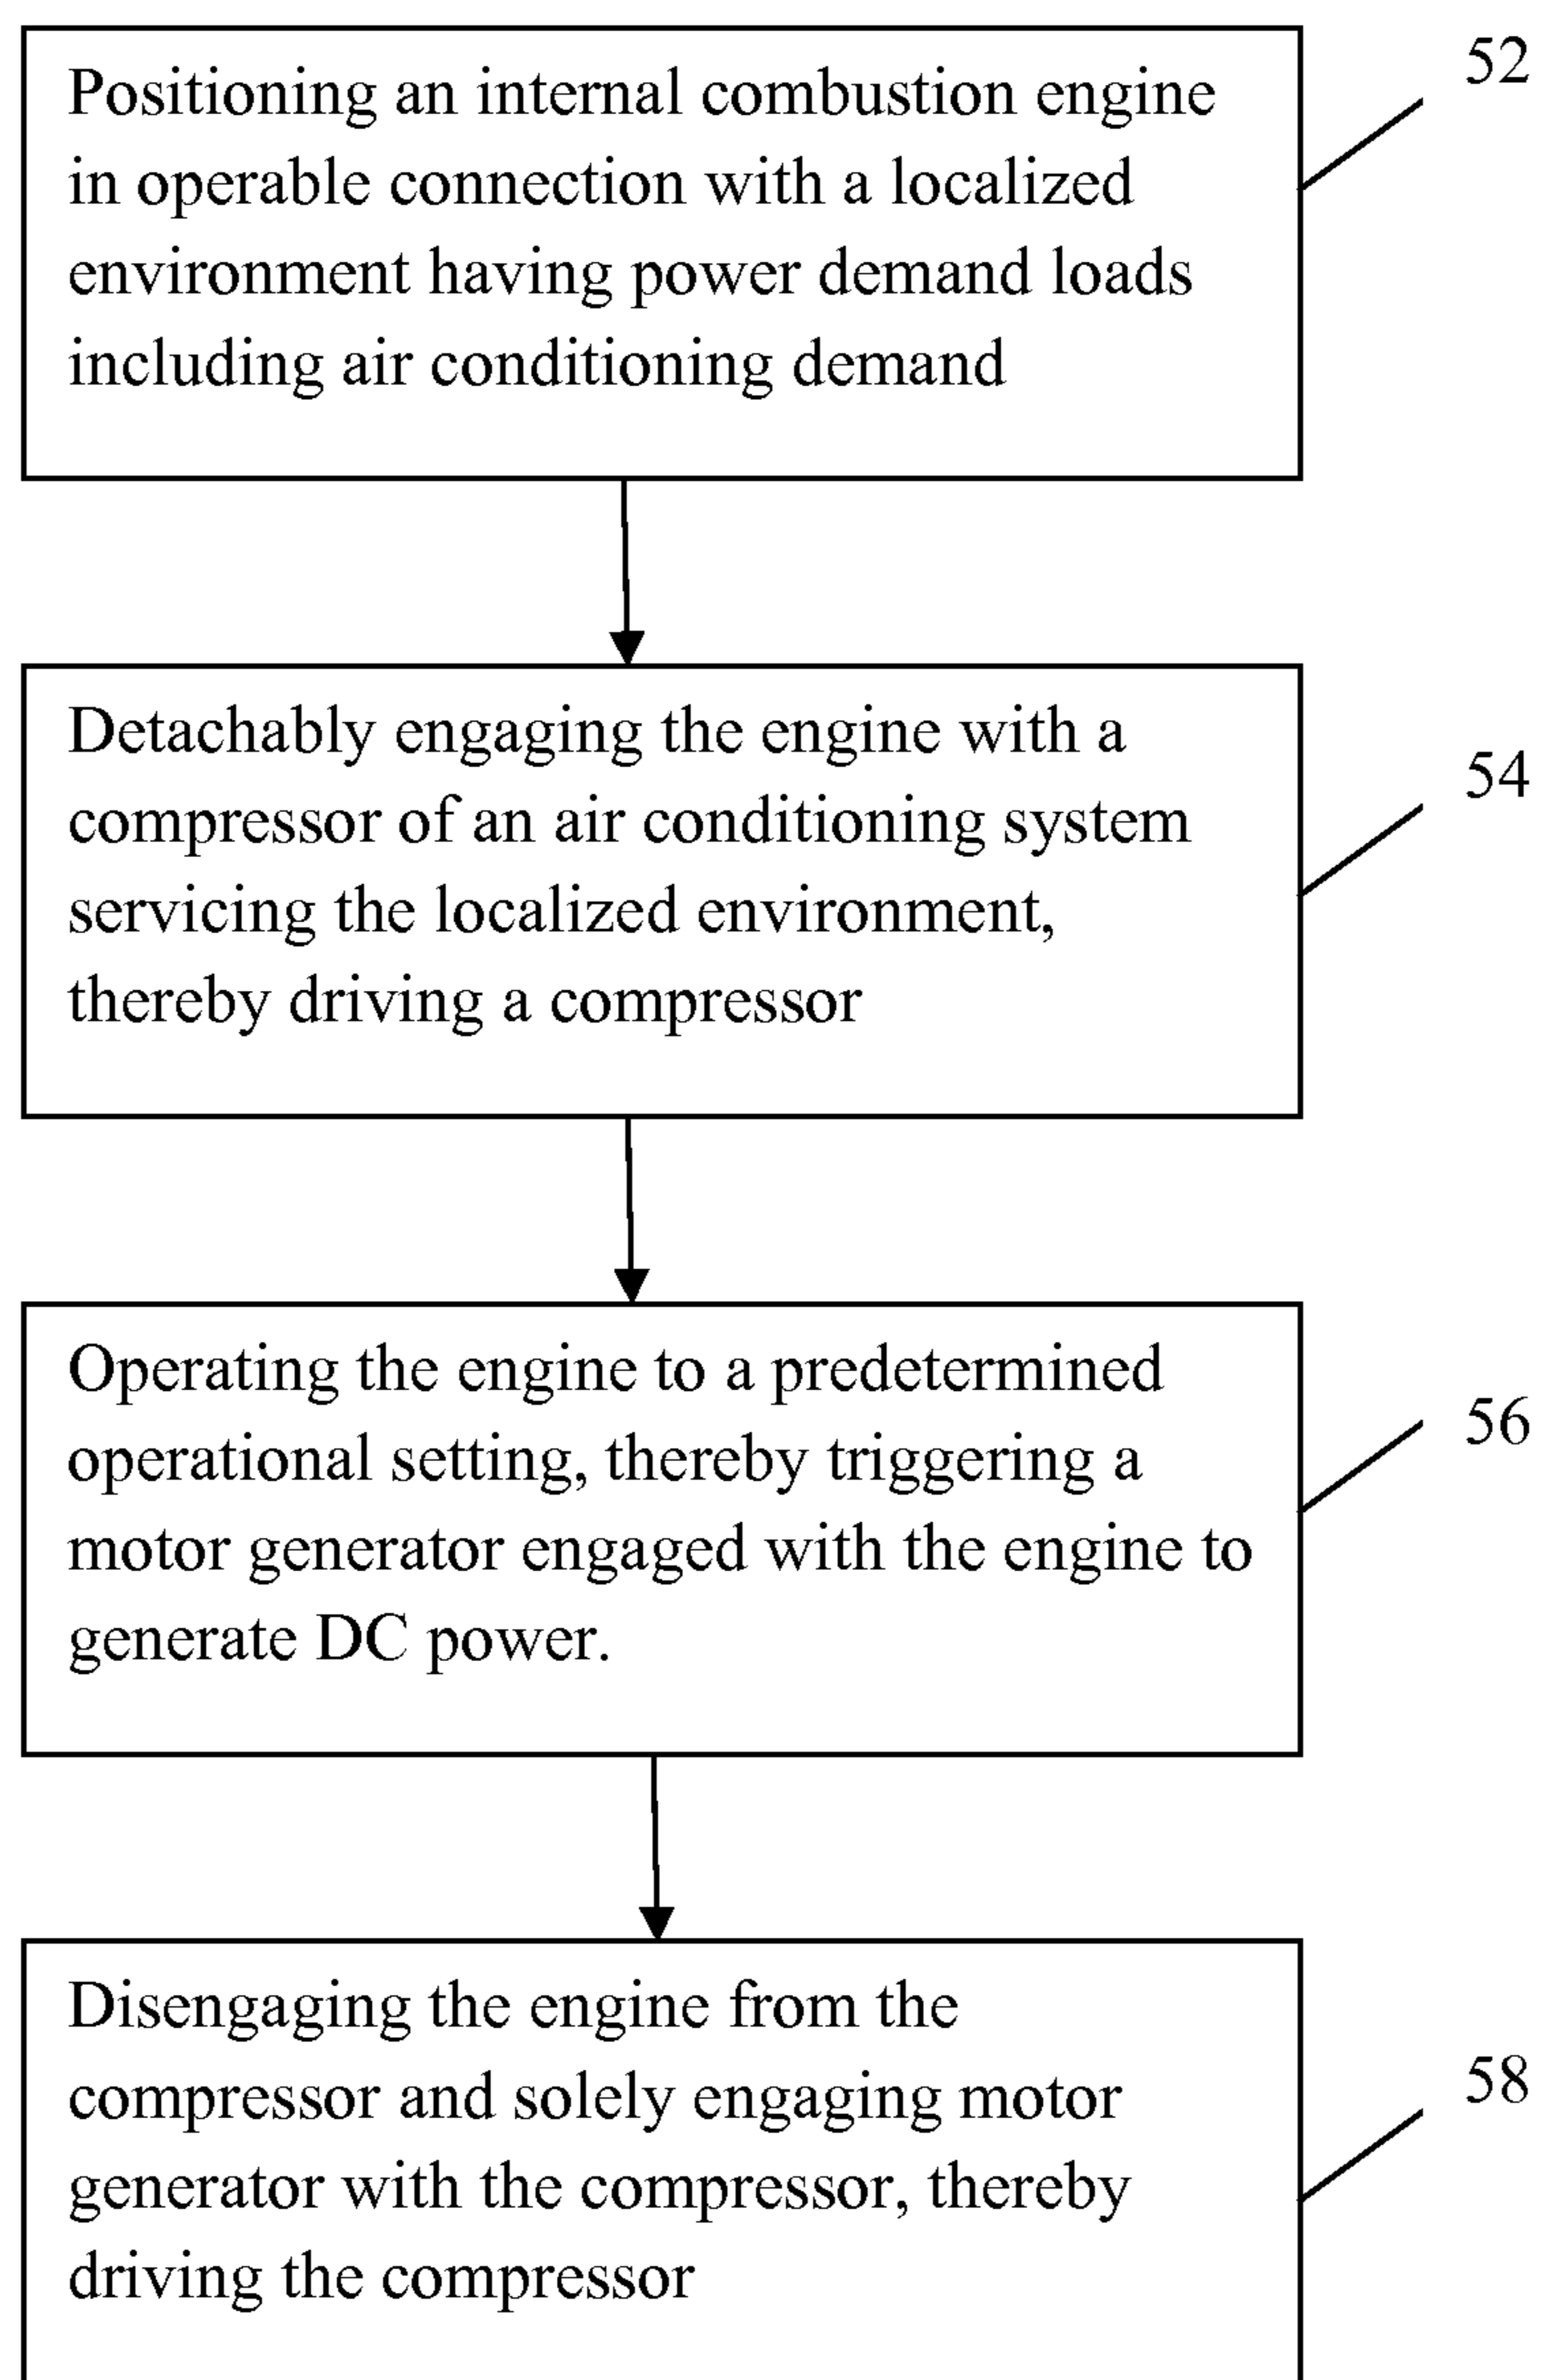 Positioning an internal combustion engine
in operable connection with a localized
environment having power demand loads
including air conditioning demand
52
Detachably engaging the engine with a
compressor of an air conditioning system
servicing the localized environment,
thereby driving a compressor
54
Operating the engine to a predetermined
operational setting, thereby triggering a
motor generator engaged with the engine to
generate DC power.
56
Disengaging the engine from the
compressor and solely engaging motor
generator with the compressor, thereby
driving the compressor
58